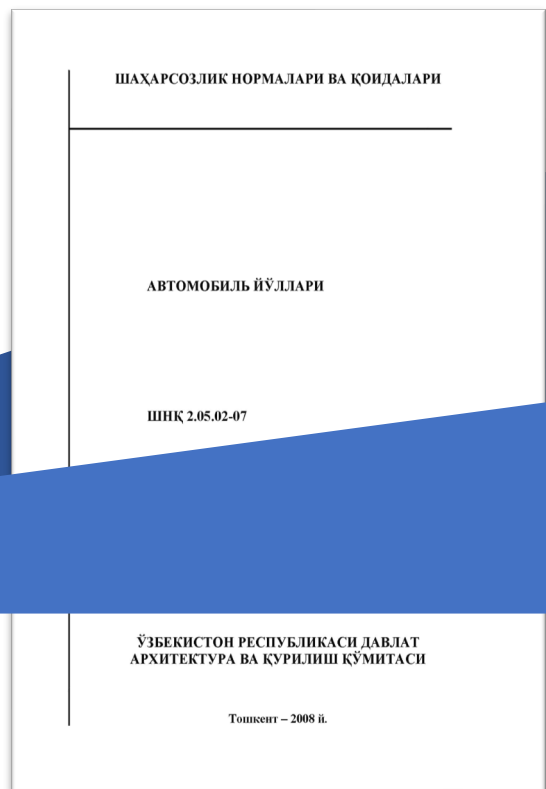 ШАҲАРСОЗЛИК НОРМАЛАРИ ВА ҚОИДАЛАРИ
АВТОМОБИЛЬ ЙЎЛЛАРИ
ШНҚ 2.05.02-07
ЎЗБЕКИСТОН РЕСПУБЛИКАСИ ДАВЛАТ
АРХИТЕКТУРА ВА ҚУРИЛИШ ҚЎМИТАСИ
Тошкент – 2008 й.